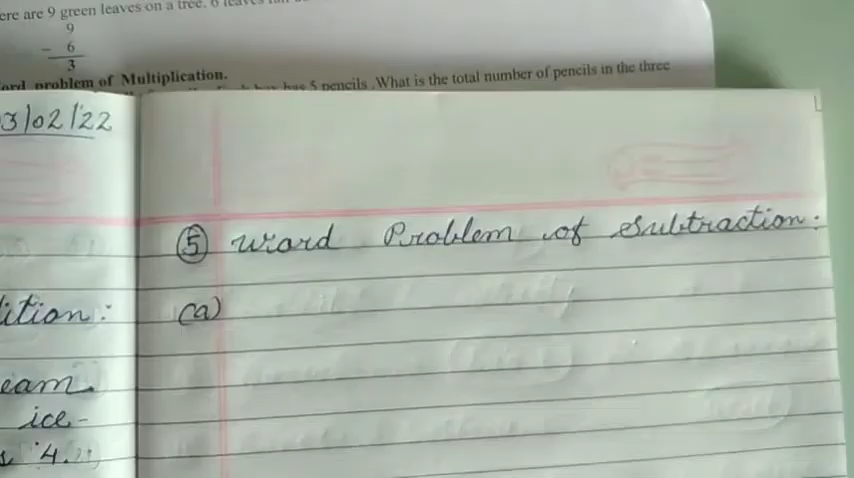 ere are 9 green leaves on a tree. 6 leaves
9
- 6
3
ord problem of Multiplication.
has 5 pencils .What is the total number of pencils in the three
3/02/22
⑤ Word Problem of Subtraction:
ition:
(a)
eam.
ice-
4.